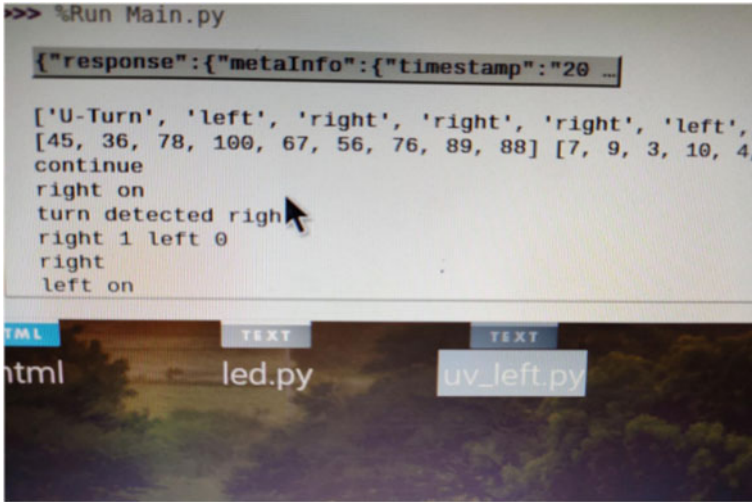 >>> %Run Main.py
{"response":{"metaInfo":{"timestamp":"20 …
['U-Turn', 'left', 'right', 'right', 'right', 'left',
[45, 36, 78, 100, 67, 56, 76, 89, 88] [7, 9, 3, 10, 4,
continue
right on
turn detected righ
right 1 left 0
right
left on
TML TEXT TEXT
html led.py uv_left.py